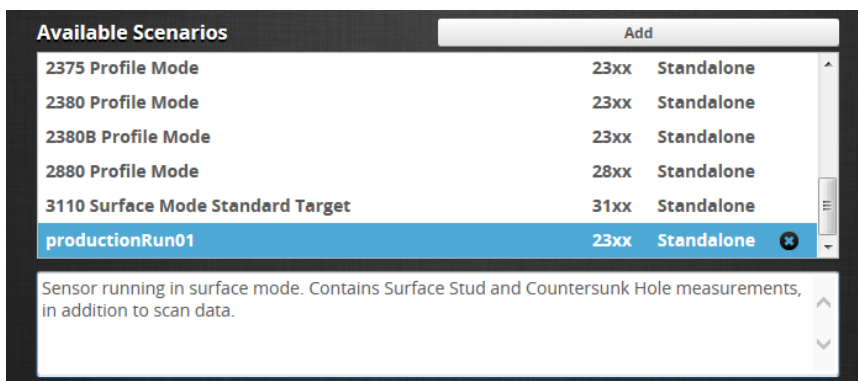 Available Scenarios Add
2375 Profile Mode 23xx Standalone
2380 Profile Mode 23xx Standalone
2380B Profile Mode 23xx Standalone
2880 Profile Mode 28xx Standalone
3110 Surface Mode Standard Target 31xx Standalone
productionRun01 23xx Standalone
Sensor running in surface mode. Contains Surface Stud and Countersunk Hole measurements,
in addition to scan data.